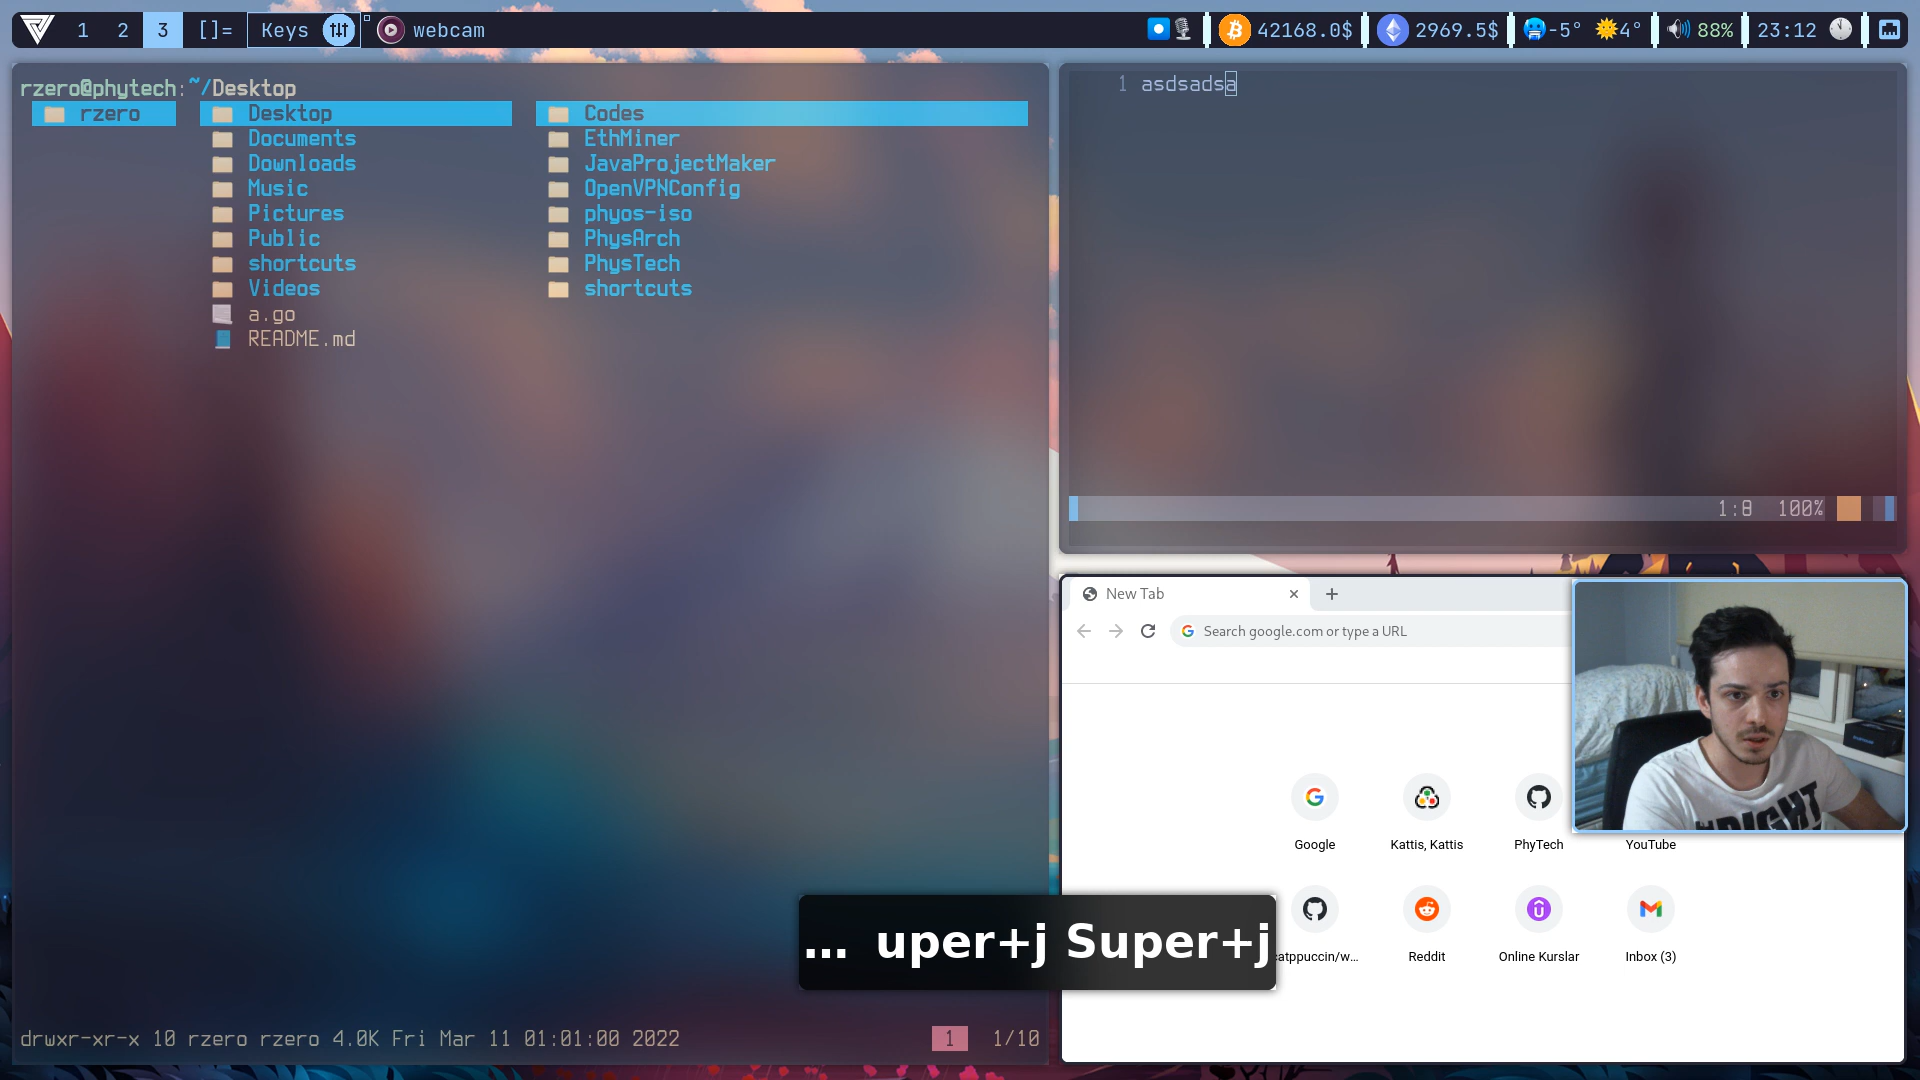 1 2 3 []= Keys webcam 42168.0$ 2969.5$ -5° 4° 88% 23:12
rzero@phytech:~/Desktop
rzero
Desktop
Documents
Downloads
Music
Pictures
Public
shortcuts
Videos
a.go
README.md
Codes
EthMiner
JavaProjectMaker
OpenVPNConfig
phyos-iso
PhysArch
PhysTech
shortcuts
drwxr-xr-x 10 rzero rzero 4.0K Fri Mar 11 01:01:00 2022 1 1/10
1 asdsadsa
1:8 100%
New Tab
Search google.com or type a URL
Google
Kattis, Kattis
PhyTech
YouTube
catppuccin/w...
Reddit
Online Kurslar
Inbox (3)
... uper+j Super+j